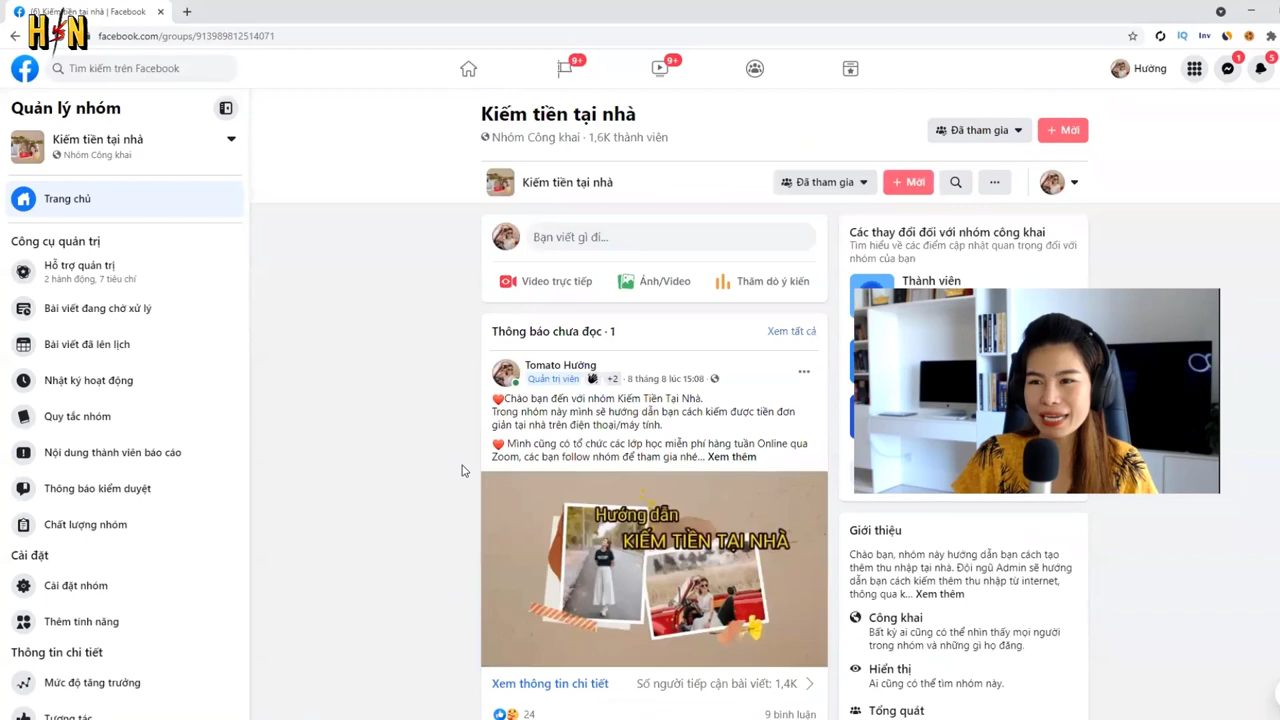 (6) Kiếm tiền tại nhà | Facebook
H$N
facebook.com/groups/913989812514071
IQ
Inv
Tìm kiếm trên Facebook
9+
9+
Hường
1
5
Quản lý nhóm
Kiếm tiền tại nhà
Nhóm Công khai
Trang chủ
Công cụ quản trị
Hỗ trợ quản trị
2 hành động, 7 tiêu chí
Bài viết đang chờ xử lý
Bài viết đã lên lịch
Nhật ký hoạt động
Quy tắc nhóm
Nội dung thành viên báo cáo
Thông báo kiểm duyệt
Chất lượng nhóm
Cài đặt
Cài đặt nhóm
Thêm tính năng
Thông tin chi tiết
Mức độ tăng trưởng
Tương tác
Kiếm tiền tại nhà
Nhóm Công khai · 1,6K thành viên
Đã tham gia
+ Mời
Kiếm tiền tại nhà
Đã tham gia
+ Mời
Bạn viết gì đi...
Video trực tiếp
Ảnh/Video
Thăm dò ý kiến
Thông báo chưa đọc · 1
Xem tất cả
Tomato Hường
Quản trị viên
+2 · 8 tháng 8 lúc 15:08 ·
❤️Chào bạn đến với nhóm Kiếm Tiền Tại Nhà.
Trong nhóm này mình sẽ hướng dẫn bạn cách kiếm được tiền đơn
giản tại nhà trên điện thoại/máy tính.
❤️ Mình cũng có tổ chức các lớp học miễn phí hàng tuần Online qua
Zoom, các bạn follow nhóm để tham gia nhé... Xem thêm
Hướng dẫn
KIẾM TIỀN TẠI NHÀ
Xem thông tin chi tiết
Số người tiếp cận bài viết: 1,4K
24
9 bình luận
Các thay đổi đối với nhóm công khai
Tìm hiểu về các điểm cập nhật quan trọng đối với
nhóm của bạn
Thành viên
Giới thiệu
Chào bạn, nhóm này hướng dẫn bạn cách tạo
thêm thu nhập tại nhà. Đội ngũ Admin sẽ hướng
dẫn bạn cách kiếm thêm thu nhập từ internet,
thông qua k... Xem thêm
Công khai
Bất kỳ ai cũng có thể nhìn thấy mọi người
trong nhóm và những gì họ đăng.
Hiển thị
Ai cũng có thể tìm nhóm này.
Tổng quát